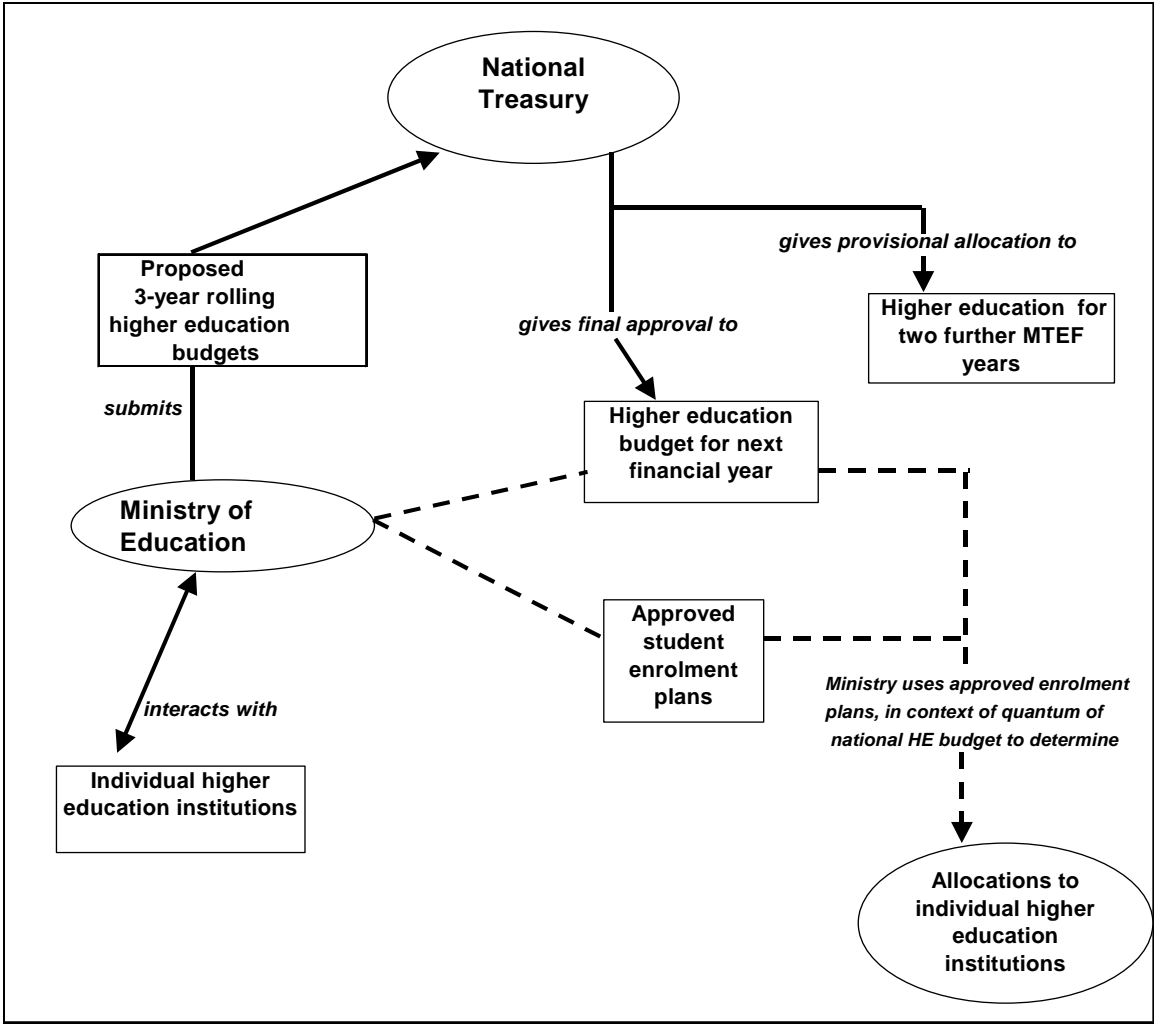 National
Treasury
gives provisional allocation to
Proposed
3-year rolling
higher education
budgets
gives final approval to
Higher education for
two further MTEF
years
submits
Higher education
budget for next
financial year
Ministry of
Education
Approved
student
enrolment
plans
Ministry uses approved enrolment
plans, in context of quantum of
national HE budget to determine
interacts with
Individual higher
education institutions
Allocations to
individual higher
education
institutions